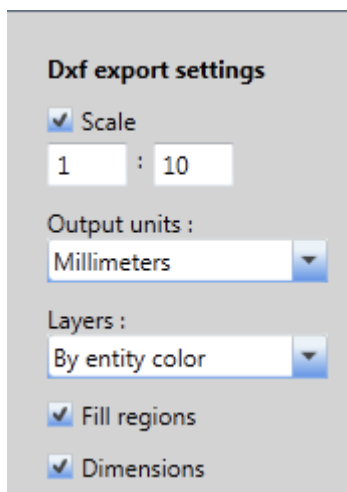 Dxf export settings
Scale
1 : 10
Output units :
Millimeters
Layers :
By entity color
Fill regions
Dimensions